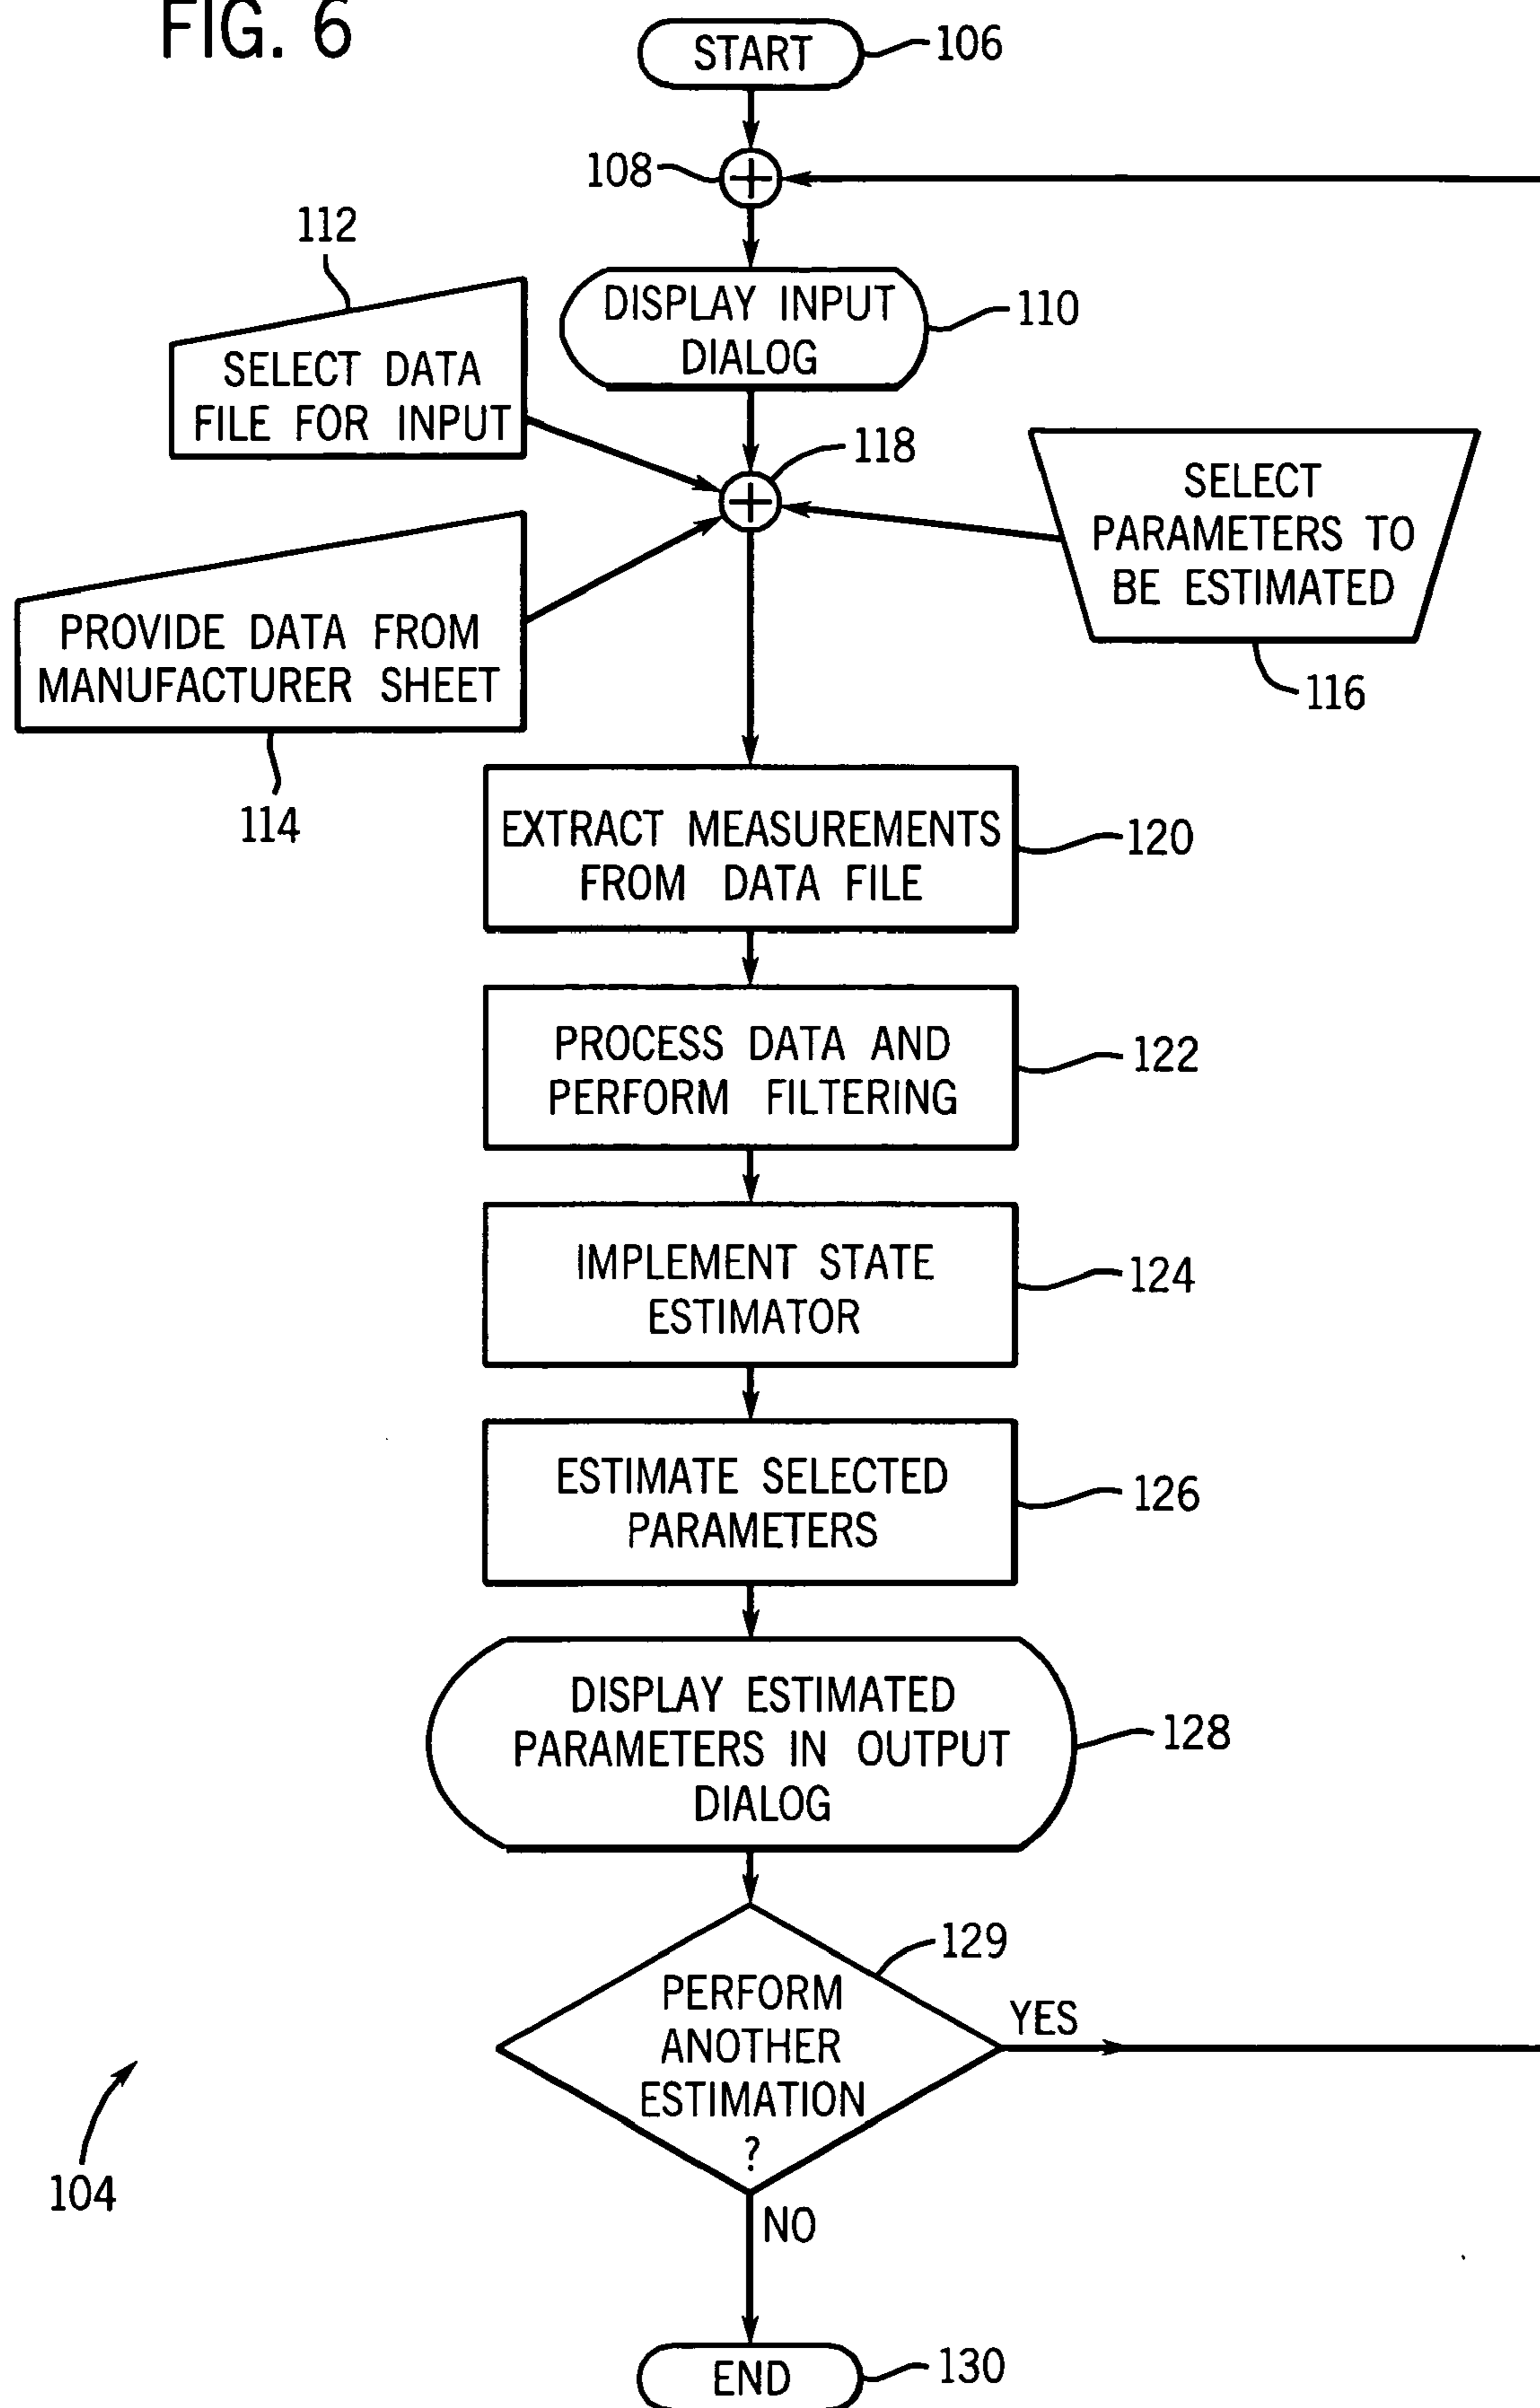 FIG. 6
START
106
108
112
DISPLAY INPUT
DIALOG
110
SELECT DATA
FILE FOR INPUT
118
SELECT
PARAMETERS TO
BE ESTIMATED
116
PROVIDE DATA FROM
MANUFACTURER SHEET
114
EXTRACT MEASUREMENTS
FROM DATA FILE
120
PROCESS DATA AND
PERFORM FILTERING
122
IMPLEMENT STATE
ESTIMATOR
124
ESTIMATE SELECTED
PARAMETERS
126
DISPLAY ESTIMATED
PARAMETERS IN OUTPUT
DIALOG
128
129
PERFORM
ANOTHER
ESTIMATION
?
YES
104
NO
END
130